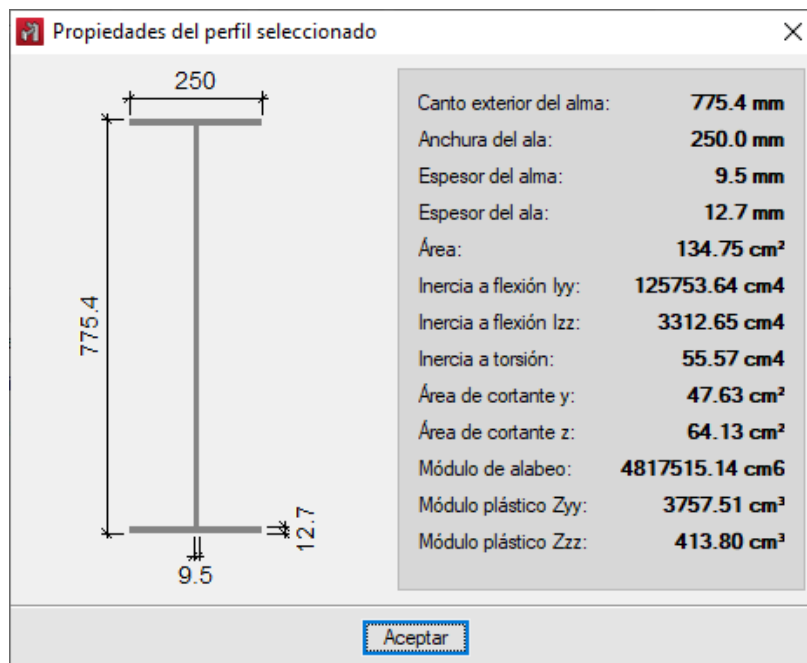 Propiedades del perfil seleccionado
250
775.4
12.7
9.5
Canto exterior del alma: 775.4 mm
Anchura del ala: 250.0 mm
Espesor del alma: 9.5 mm
Espesor del ala: 12.7 mm
Área: 134.75 cm²
Inercia a flexión Iyy: 125753.64 cm4
Inercia a flexión Izz: 3312.65 cm4
Inercia a torsión: 55.57 cm4
Área de cortante y: 47.63 cm²
Área de cortante z: 64.13 cm²
Módulo de alabeo: 4817515.14 cm6
Módulo plástico Zyy: 3757.51 cm³
Módulo plástico Zzz: 413.80 cm³
Aceptar